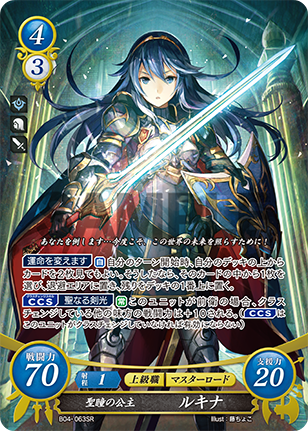 4
3
あなたを倒します…今度こそ、この世界の未来を照らすために!
運命を変えます 自 自分のターン開始時、自分のデッキの上から
カードを2枚見てもよい。そうしたなら、そのカードの中から1枚を
選び、退避エリアに置き、残りをデッキの1番上に置く。
CCS 聖なる剣光 常 このユニットが前衛の場合、クラス
チェンジしている他の味方の戦闘力は+10される。(CCSは
このユニットがクラスチェンジしていなければ有効にならない)
戦闘力 70
射程 1
上級職 マスターロード
支援力 20
聖瞳の公主 ルキナ
B04-063SR
Illust:藤ちょこ